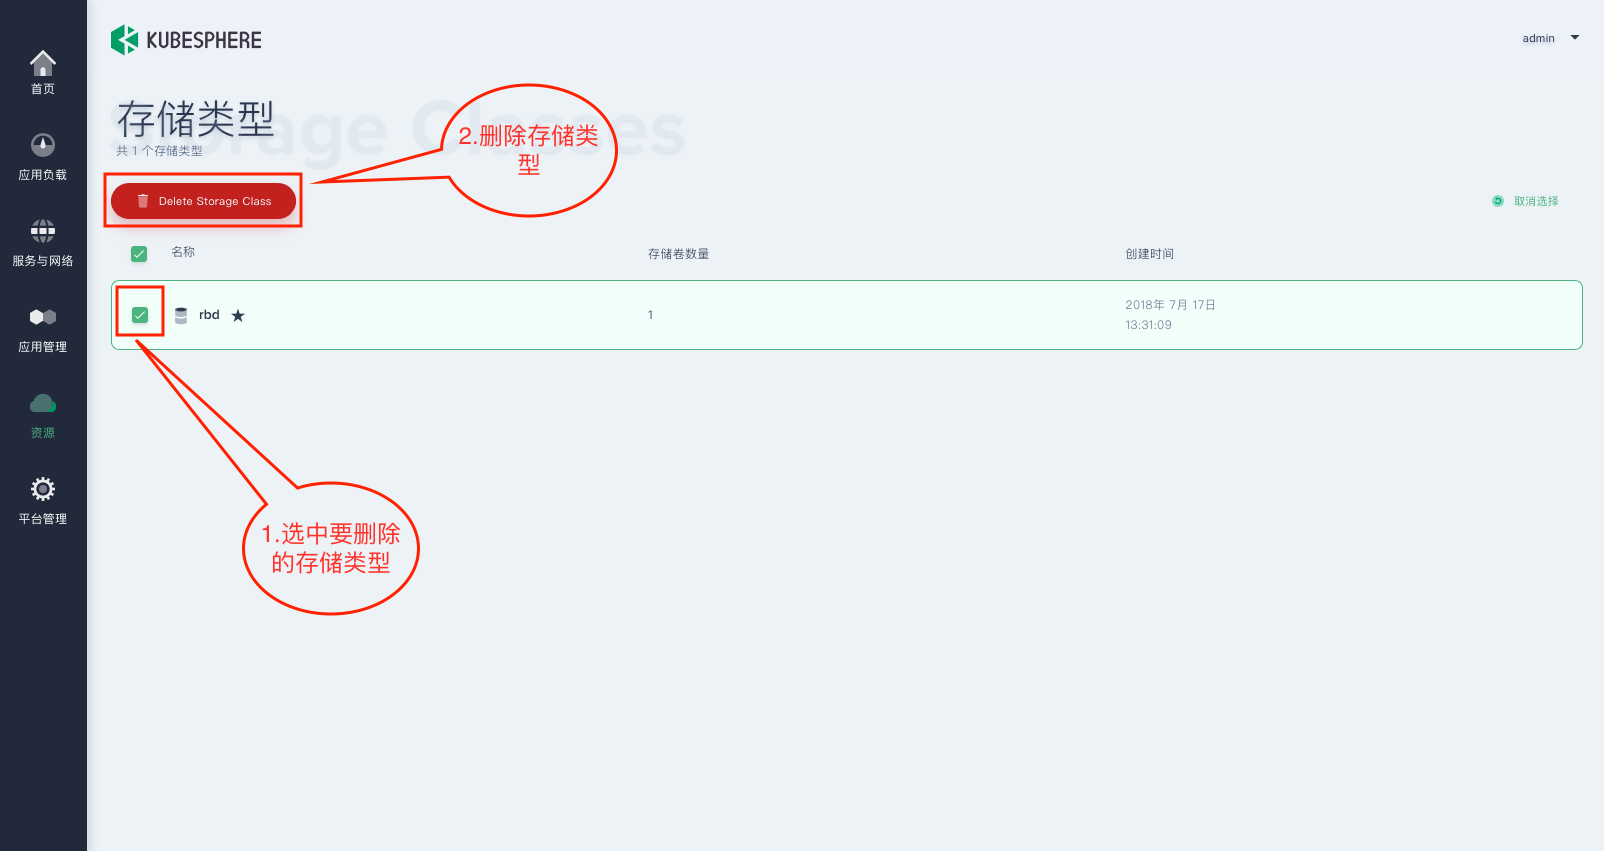 KUBESPHERE
admin
首页
应用负载
服务与网络
应用管理
资源
平台管理
Storage Classes
存储类型
共 1 个存储类型
2.删除存储类
型
Delete Storage Class
取消选择
名称
存储卷数量
创建时间
rbd
1
2018年 7月 17日
13:31:09
1.选中要删除
的存储类型